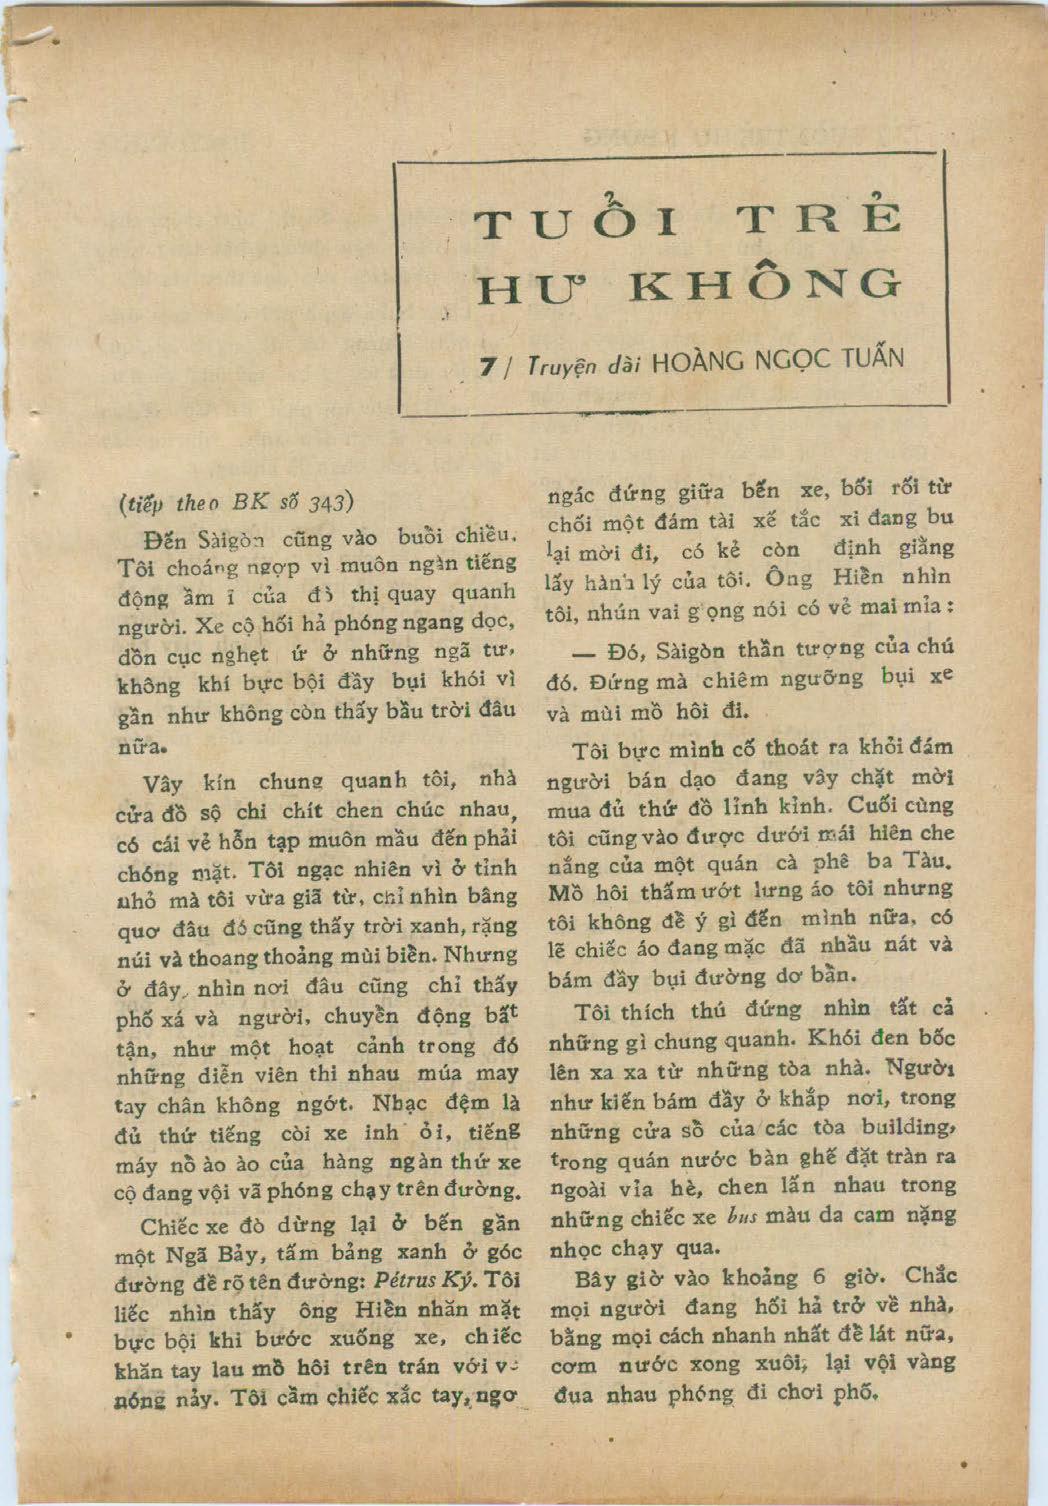 TUỔI TRẺ
HƯ KHÔNG
7 / Truyện dài HOÀNG NGỌC TUẤN
(tiếp theo BK số 343)
Đến Sàigòn cũng vào buổi chiều.
Tôi choáng ngợp vì muôn ngàn tiếng
động ầm ĩ của đô thị quay quanh
người. Xe cộ hối hả phóng ngang dọc,
dồn cục nghẹt ứ ở những ngã tư,
không khí bực bội đầy bụi khói vì
gần như không còn thấy bầu trời đâu
nữa.
Vây kín chung quanh tôi, nhà
cửa đồ sộ chi chít chen chúc nhau,
có cái vẻ hỗn tạp muôn mầu đến phải
chóng mặt. Tôi ngạc nhiên vì ở tỉnh
nhỏ mà tôi vừa giã từ, chỉ nhìn bâng
quơ đâu đó cũng thấy trời xanh, rặng
núi và thoang thoảng mùi biển. Nhưng
ở đây, nhìn nơi đâu cũng chỉ thấy
phố xá và người, chuyển động bất
tận, như một hoạt cảnh trong đó
những diễn viên thi nhau múa may
tay chân không ngớt. Nhạc đệm là
đủ thứ tiếng còi xe inh ỏi, tiếng
máy nổ ào ào của hàng ngàn thứ xe
cộ đang vội vã phóng chạy trên đường.
Chiếc xe đò dừng lại ở bến gần
một Ngã Bảy, tấm bảng xanh ở góc
đường đề rõ tên đường: Pétrus Ký. Tôi
liếc nhìn thấy ông Hiền nhăn mặt
bực bội khi bước xuống xe, chiếc
khăn tay lau mồ hôi trên trán với vẻ
nóng nảy. Tôi cầm chiếc xắc tay, ngơ
ngác đứng giữa bến xe, bối rối từ
chối một đám tài xế tắc xi đang bu
lại mời đi, có kẻ còn định giằng
lấy hành lý của tôi. Ông Hiền nhìn
tôi, nhún vai giọng nói có vẻ mai mỉa :
— Đó, Sàigòn thần tượng của chú
đó. Đứng mà chiêm ngưỡng bụi xe
và mùi mồ hôi đi.
Tôi bực mình cố thoát ra khỏi đám
người bán dạo đang vây chặt mời
mua đủ thứ đồ lỉnh kỉnh. Cuối cùng
tôi cũng vào được dưới mái hiên che
nắng của một quán cà phê ba Tàu.
Mồ hôi thấm ướt lưng áo tôi nhưng
tôi không để ý gì đến mình nữa, có
lẽ chiếc áo đang mặc đã nhầu nát và
bám đầy bụi đường dơ bẩn.
Tôi thích thú đứng nhìn tất cả
những gì chung quanh. Khói đen bốc
lên xa xa từ những tòa nhà. Người
như kiến bám đầy ở khắp nơi, trong
những cửa sổ của các tòa building,
trong quán nước bàn ghế đặt tràn ra
ngoài vỉa hè, chen lấn nhau trong
những chiếc xe bus màu da cam nặng
nhọc chạy qua.
Bây giờ vào khoảng 6 giờ. Chắc
mọi người đang hối hả trở về nhà,
bằng mọi cách nhanh nhất để lát nữa,
cơm nước xong xuôi, lại vội vàng
đua nhau phóng đi chơi phố.